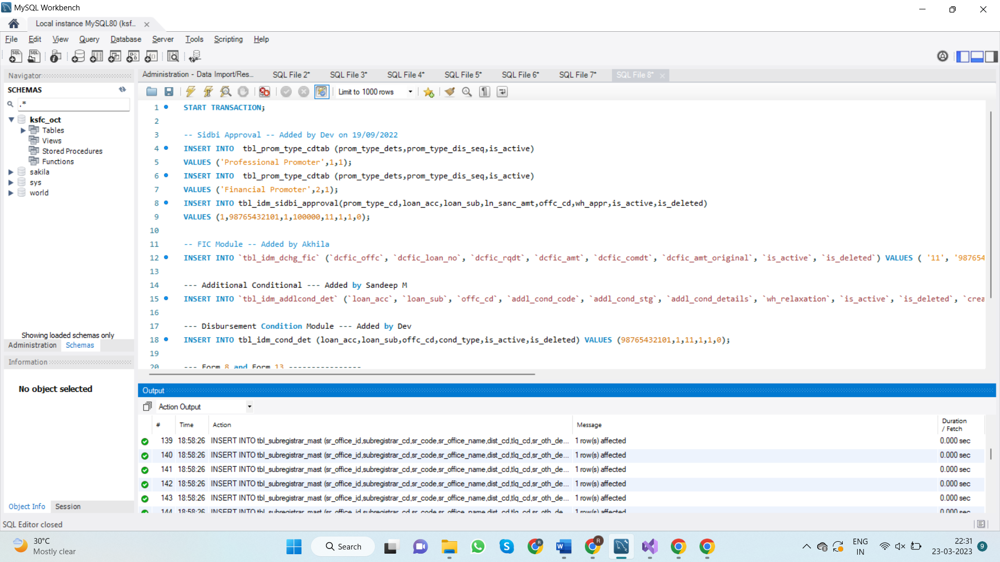 MySQL Workbench
Local instance MySQL80 (ksf...
File Edit View Query Database Server Tools Scripting Help
Navigator
SCHEMAS
.*
ksfc_oct
Tables
Views
Stored Procedures
Functions
sakila
sys
world
Showing loaded schemas only
Administration Schemas
Information
No object selected
Object Info Session
Administration - Data Import/Res... SQL File 2* SQL File 3* SQL File 4* SQL File 5* SQL File 6* SQL File 7* SQL File 8*
Limit to 1000 rows
1 START TRANSACTION;
2
3 -- Sidbi Approval -- Added by Dev on 19/09/2022
4 INSERT INTO  tbl_prom_type_cdtab (prom_type_dets,prom_type_dis_seq,is_active)
5 VALUES ('Professional Promoter',1,1);
6 INSERT INTO  tbl_prom_type_cdtab (prom_type_dets,prom_type_dis_seq,is_active)
7 VALUES ('Financial Promoter',2,1);
8 INSERT INTO tbl_idm_sidbi_approval(prom_type_cd,loan_acc,loan_sub,ln_sanc_amt,offc_cd,wh_appr,is_active,is_deleted)
9 VALUES (1,98765432101,1,100000,11,1,1,0);
10
11 -- FIC Module -- Added by Akhila
12 INSERT INTO `tbl_idm_dchg_fic` (`dcfic_offc`, `dcfic_loan_no`, `dcfic_rqdt`, `dcfic_amt`, `dcfic_comdt`, `dcfic_amt_original`, `is_active`, `is_deleted`) VALUES ( '11', '987654
13
14 --- Additional Conditional --- Added by Sandeep M
15 INSERT INTO `tbl_idm_addlcond_det` (`loan_acc`, `loan_sub`, `offc_cd`, `addl_cond_code`, `addl_cond_stg`, `addl_cond_details`, `wh_relaxation`, `is_active`, `is_deleted`, `crea
16
17 --- Disbursement Condition Module --- Added by Dev
18 INSERT INTO tbl_idm_cond_det (loan_acc,loan_sub,offc_cd,cond_type,is_active,is_deleted) VALUES (98765432101,1,11,1,1,0);
19
20 --- Form 8 and Form 13 ----------------
Output
Action Output
# Time Action Message Duration / Fetch
139 18:58:26 INSERT INTO tbl_subregistrar_mast (sr_office_id,subregistrar_cd,sr_code,sr_office_name,dist_cd,tlq_cd,sr_oth_de... 1 row(s) affected 0.000 sec
140 18:58:26 INSERT INTO tbl_subregistrar_mast (sr_office_id,subregistrar_cd,sr_code,sr_office_name,dist_cd,tlq_cd,sr_oth_de... 1 row(s) affected 0.000 sec
141 18:58:26 INSERT INTO tbl_subregistrar_mast (sr_office_id,subregistrar_cd,sr_code,sr_office_name,dist_cd,tlq_cd,sr_oth_de... 1 row(s) affected 0.000 sec
142 18:58:26 INSERT INTO tbl_subregistrar_mast (sr_office_id,subregistrar_cd,sr_code,sr_office_name,dist_cd,tlq_cd,sr_oth_de... 1 row(s) affected 0.000 sec
143 18:58:26 INSERT INTO tbl_subregistrar_mast (sr_office_id,subregistrar_cd,sr_code,sr_office_name,dist_cd,tlq_cd,sr_oth_de... 1 row(s) affected 0.000 sec
144 18:58:26 INSERT INTO tbl_subregistrar_mast (sr_office_id,subregistrar_cd,sr_code,sr_office_name,dist_cd,tlq_cd,sr_oth_de... 1 row(s) affected 0.000 sec
SQL Editor closed
30°C
Mostly clear
Search
ENG
IN
22:31
23-03-2023
9